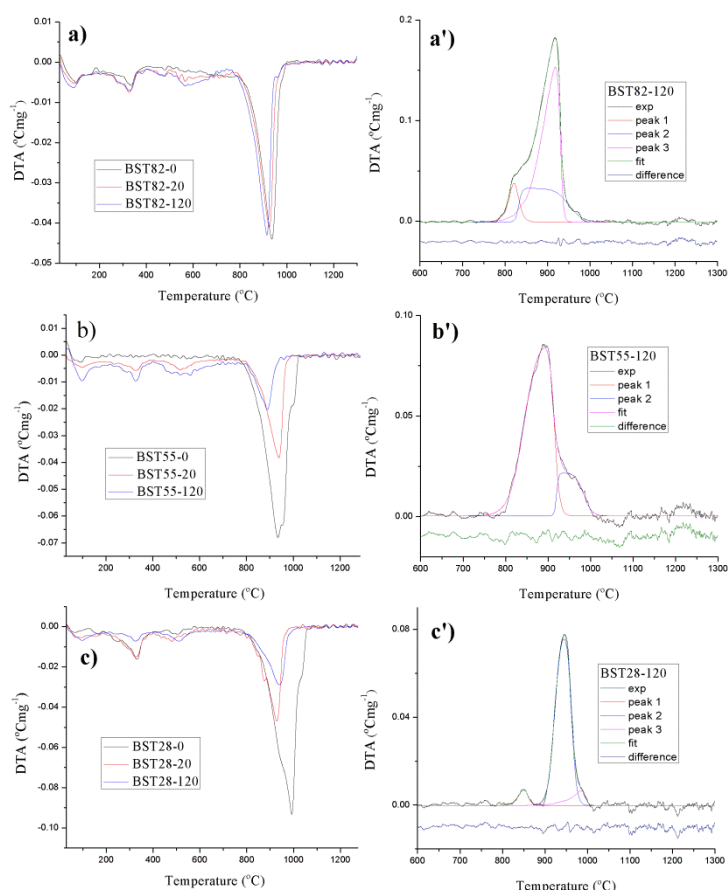 a)
0.005
0.000
-0.005
-0.01
-0.02
-0.03
-0.04
-0.05
DTA (°Cmg⁻¹)
BST82-0
BST82-20
BST82-120
200 400 600 800 1000 1200
Temperature (°C)
a')
0.2
0.1
0.0
DTA (°Cmg⁻¹)
BST82-120
exp
peak 1
peak 2
peak 3
fit
difference
600 700 800 900 1000 1100 1200 1300
Temperature (°C)
b)
0.01
0.00
-0.01
-0.02
-0.03
-0.04
-0.05
-0.06
-0.07
DTA (°Cmg⁻¹)
BST55-0
BST55-20
BST55-120
200 400 600 800 1000 1200
Temperature (°C)
b')
0.10
0.05
0.00
DTA (°Cmg⁻¹)
BST55-120
exp
peak 1
peak 2
fit
difference
600 700 800 900 1000 1100 1200 1300
Temperature (°C)
c)
0.00
-0.02
-0.04
-0.06
-0.08
-0.10
DTA (°Cmg⁻¹)
BST28-0
BST28-20
BST28-120
200 400 600 800 1000 1200
Temperature (°C)
c')
0.08
0.04
0.00
DTA (°Cmg⁻¹)
BST28-120
exp
peak 1
peak 2
peak 3
fit
difference
600 700 800 900 1000 1100 1200 1300
Temperature (°C)